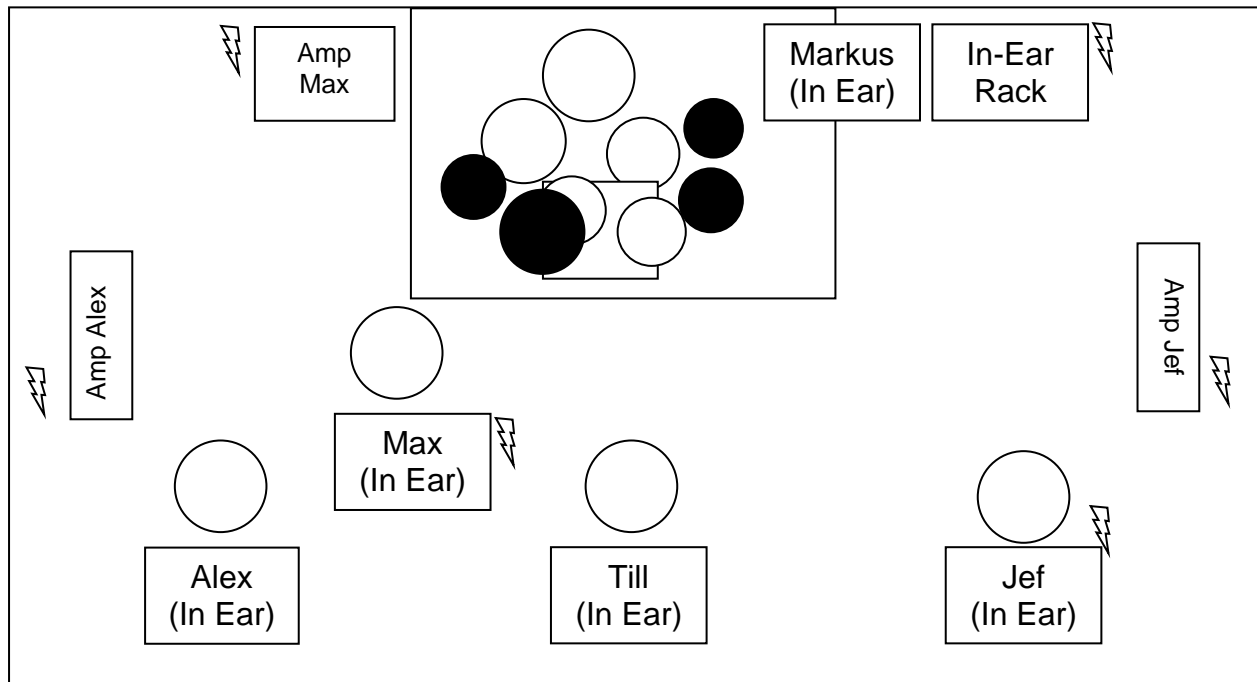 Amp
Max
Markus
(In Ear)
In-Ear
Rack
Amp Alex
Amp Jef
Max
(In Ear)
Alex
(In Ear)
Till
(In Ear)
Jef
(In Ear)